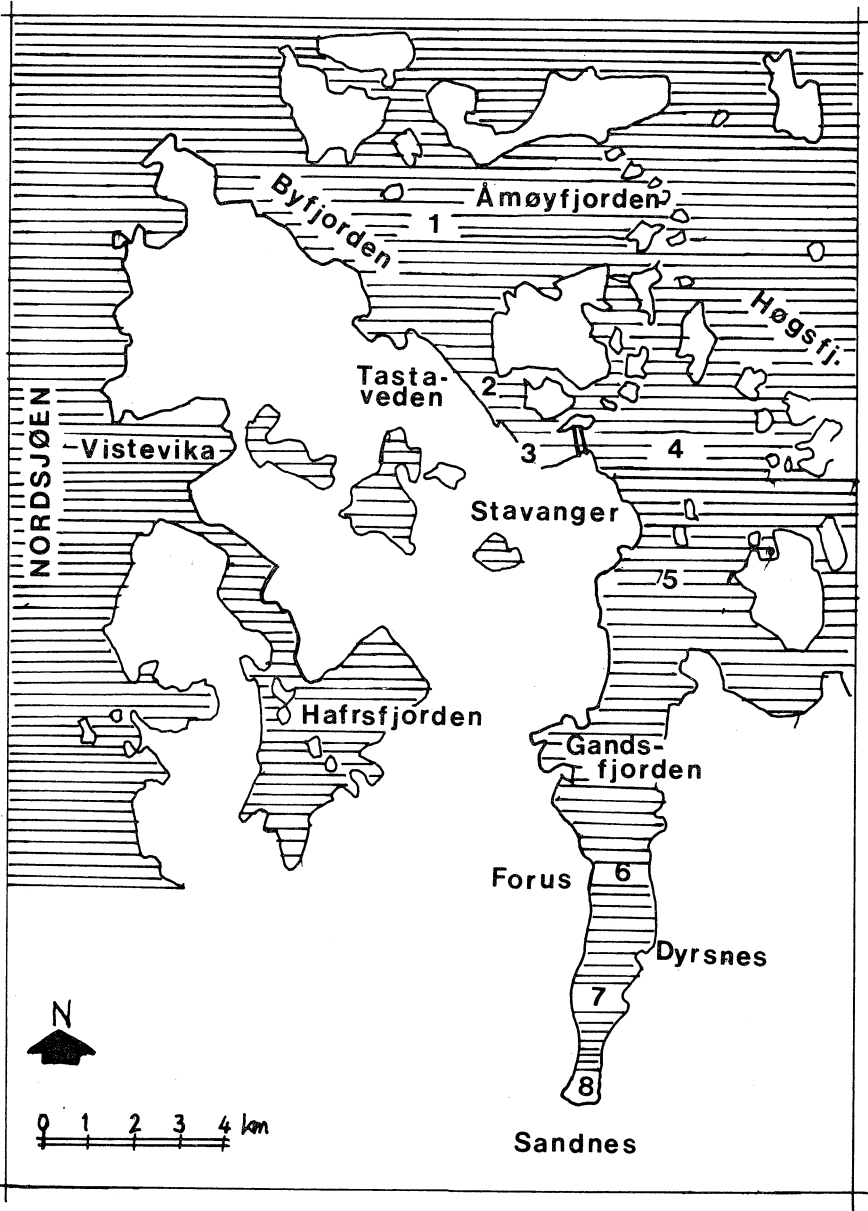 Åmøyfjorden
Byfjorden
1
Høgsfj.
Tasta-
veden
2
NORDSJØEN
Vistevika
3
4
Stavanger
5
Hafrsfjorden
Gands-
fjorden
Forus
6
Dyrsnes
7
N
8
0 1 2 3 4 km
Sandnes